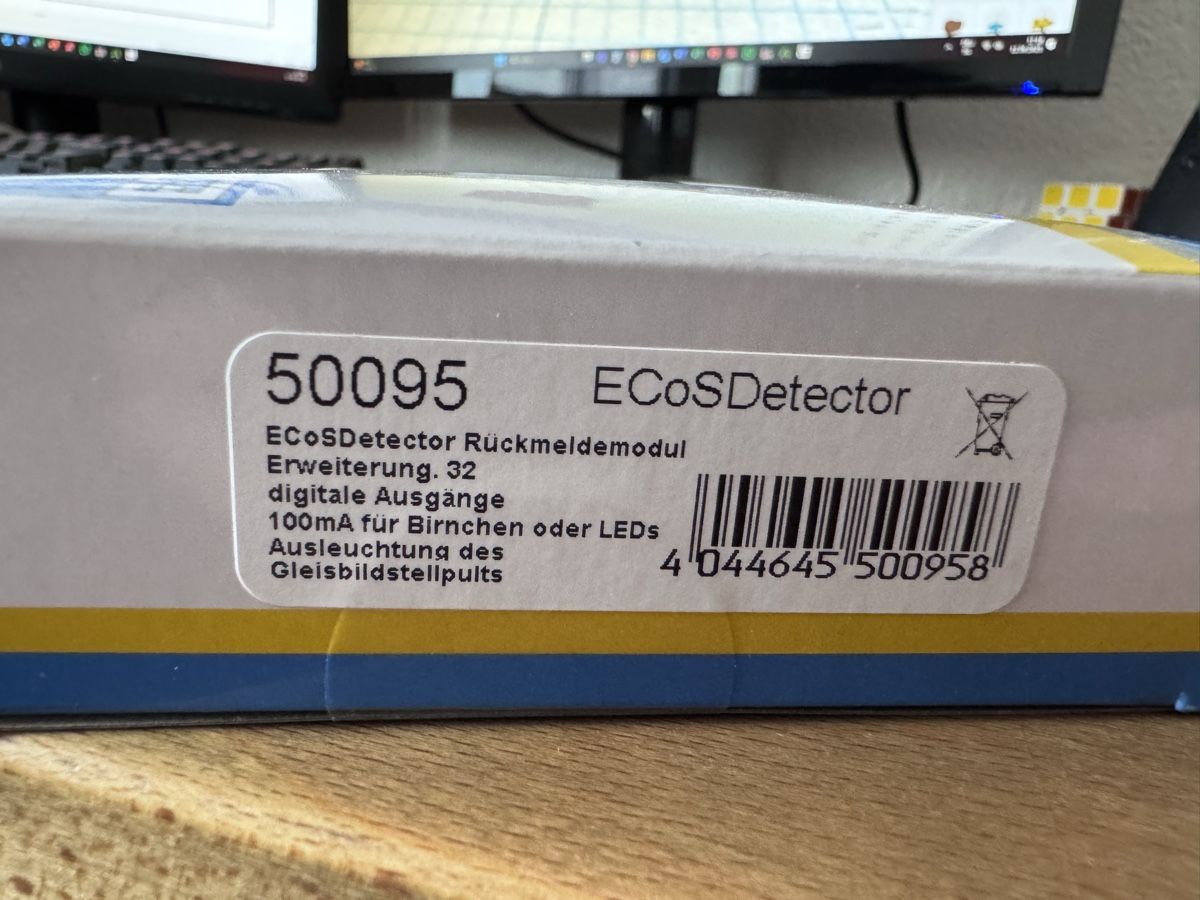 50095
ECoSDetector
ECoSDetector Rückmeldemodul
Erweiterung. 32
digitale Ausgänge
100mA für Birnchen oder LEDs
Ausleuchtung des
Gleisbildstellpults
4 044645 500958